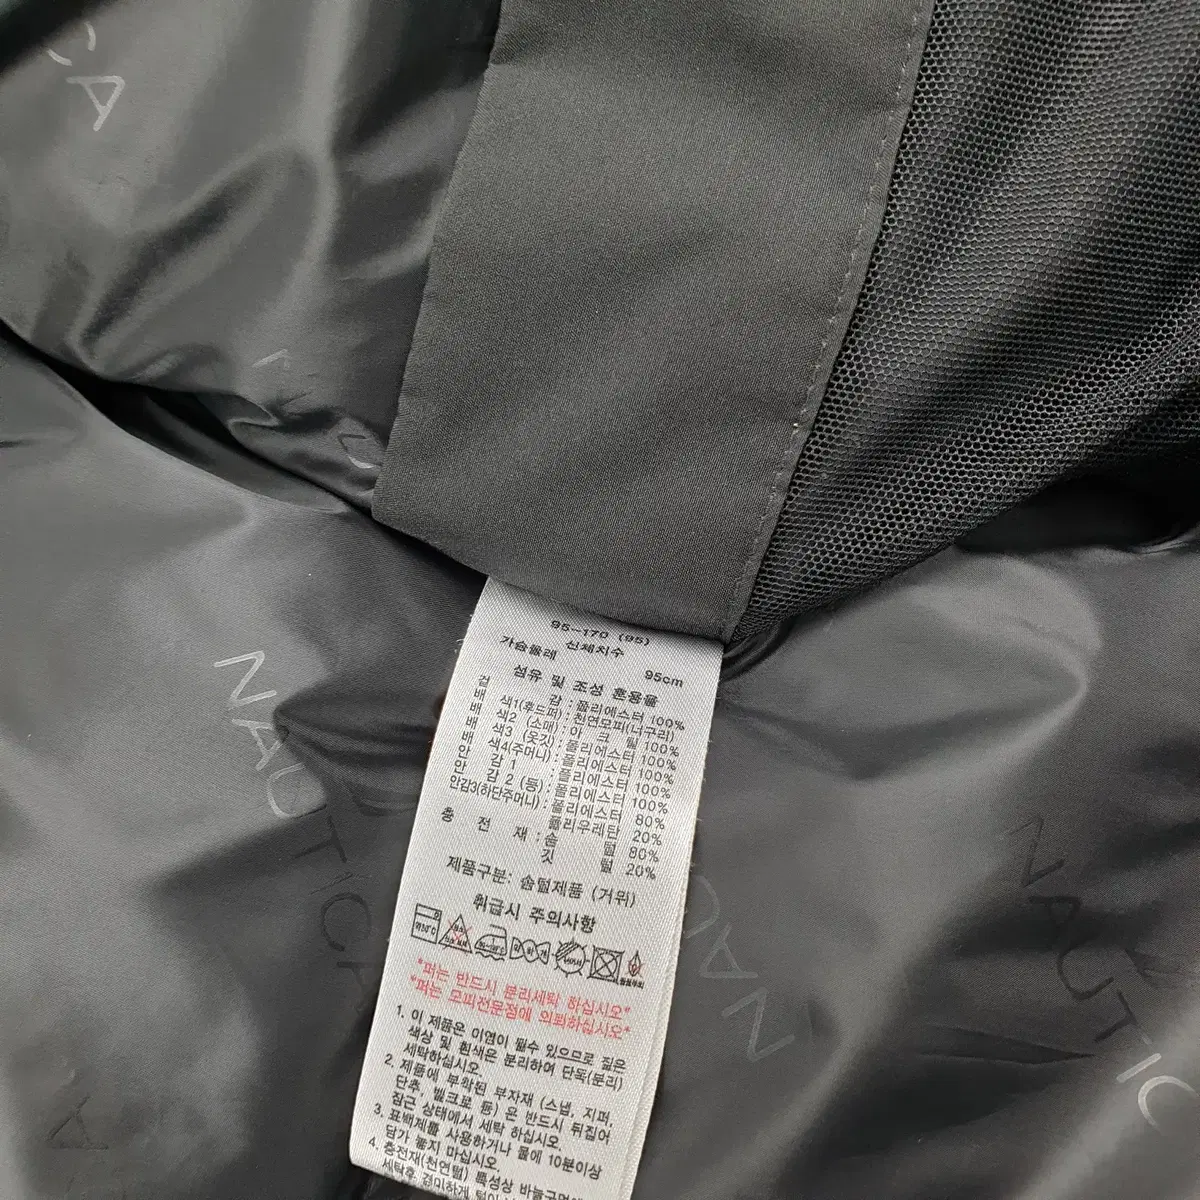 95-170 (95)
신체치수
가슴둘레 95cm
섬유 및 조성 혼용율
겉 감 : 폴리에스터 100%
배 색1(후드퍼) : 천연모피(너구리)
배 색2 (소매) : 아 크 릴 100%
배 색3 (옷깃) : 폴리에스터 100%
배 색4(주머니) : 폴리에스터 100%
안 감 1 : 폴리에스터 100%
안 감 2 (등) : 폴리에스터 100%
안감3(하단주머니) : 폴리에스터 80%
폴리우레탄 20%
충 전 재 : 솜 털 80%
깃 털 20%
제품구분: 솜털제품 (거위)
취급시 주의사항
약30℃
*퍼는 반드시 분리세탁 하십시오*
*퍼는 모피전문점에 의뢰하십시오*
1. 이 제품은 이염이 될수 있으므로 짙은
색상 및 흰색은 분리하여 단독(분리)
세탁하십시오.
2. 제품에 부착된 부자재 (스냅, 지퍼,
단추, 벨크로 등) 은 반드시 뒤집어
잠근 상태에서 세탁 하십시오.
3. 표백제를 사용하거나 물에 10분이상
담가 놓지 마십시오.
4. 충전재(천연털) 특성상 바늘구멍에
NAUTICA
NAUTIC
NAU
CA